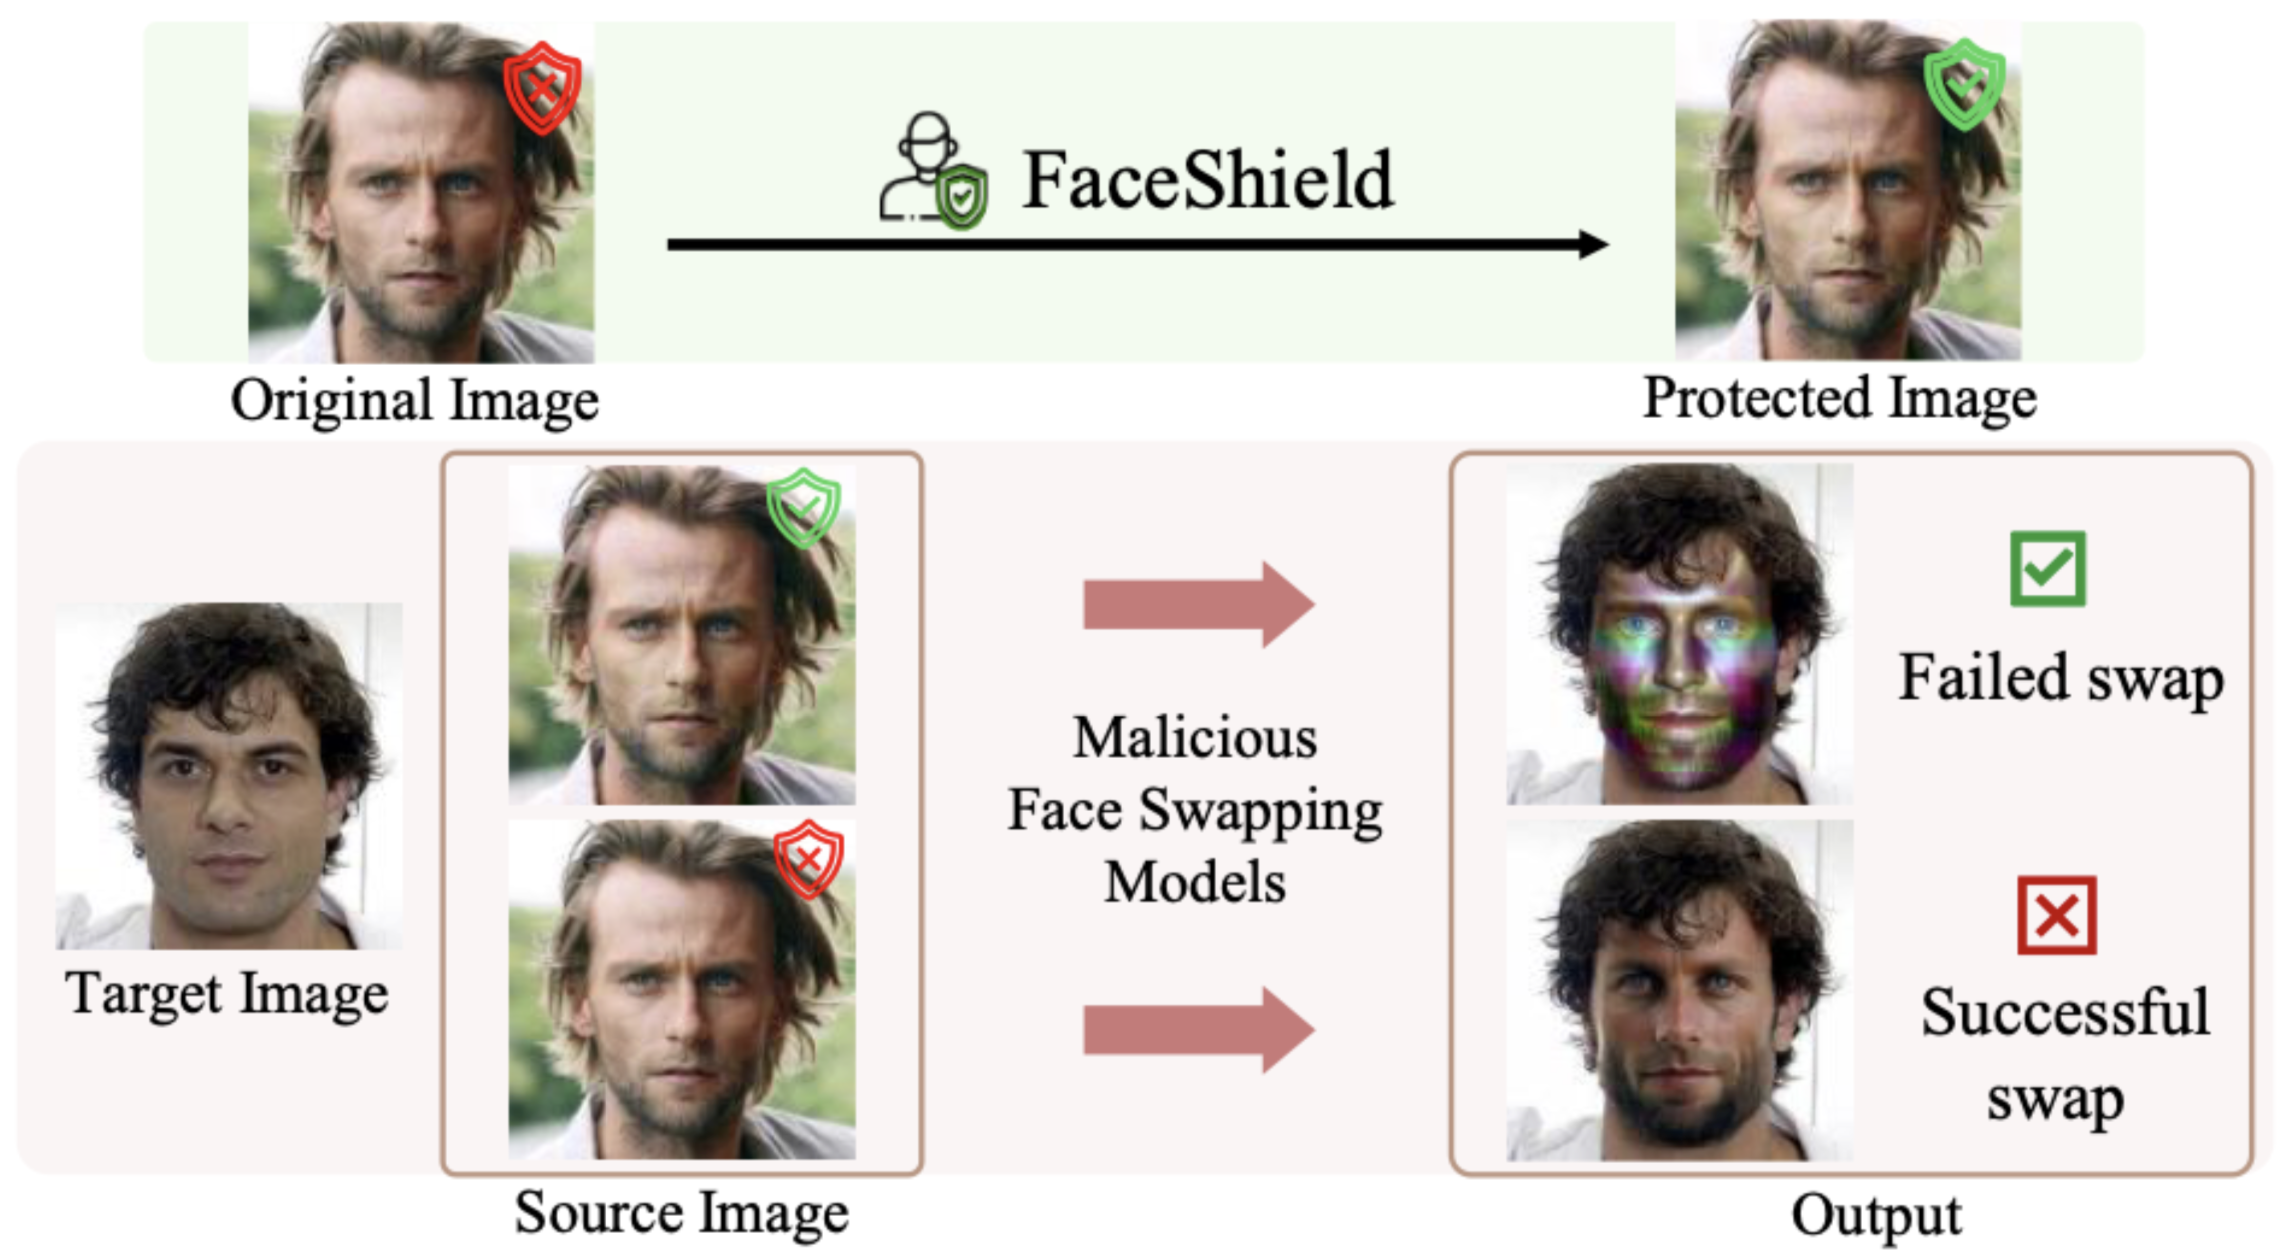 FaceShield
Original Image
Protected Image
Failed swap
Malicious
Face Swapping
Models
Target Image
Successful
swap
Source Image
Output